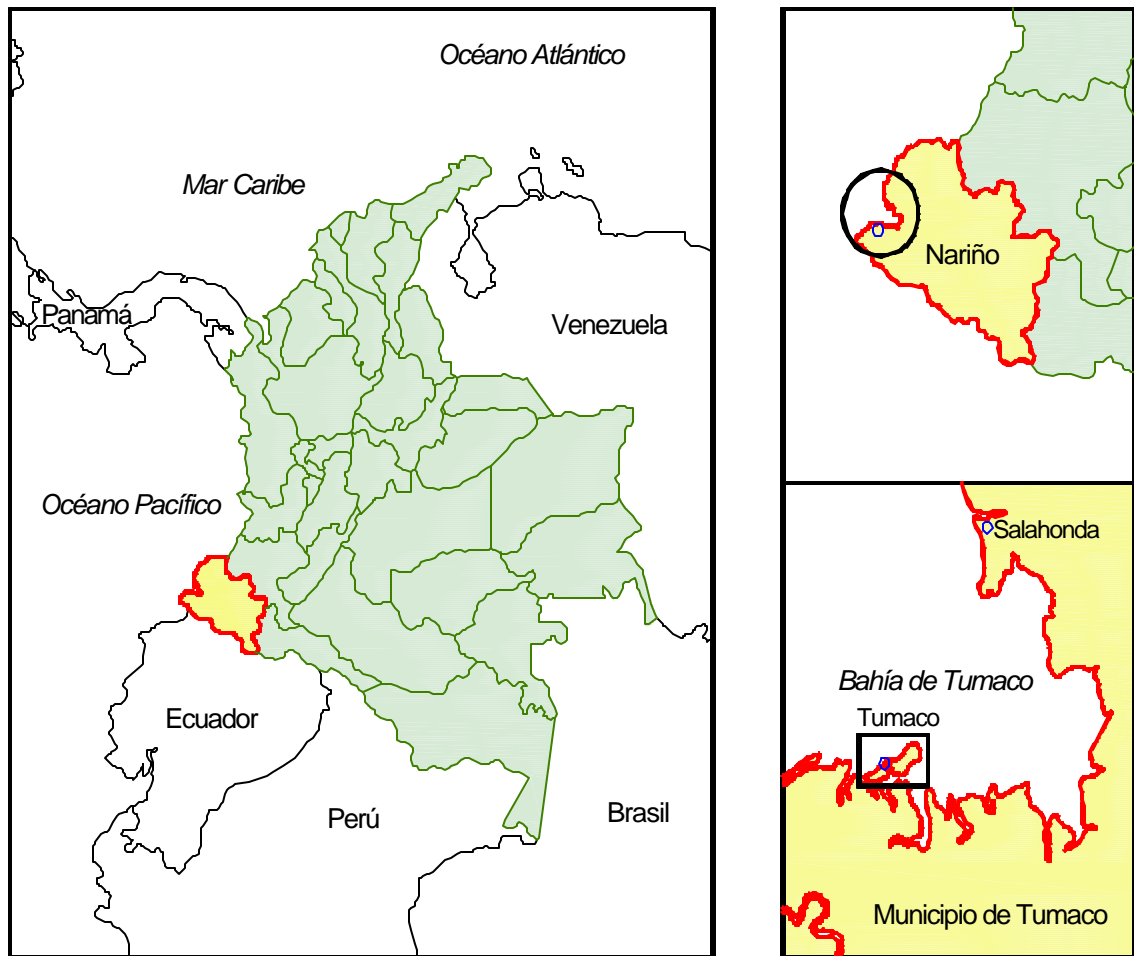 Océano Atlántico
Mar Caribe
Panamá
Venezuela
Océano Pacífico
Ecuador
Perú
Brasil
Nariño
Salahonda
Bahía de Tumaco
Tumaco
Municipio de Tumaco